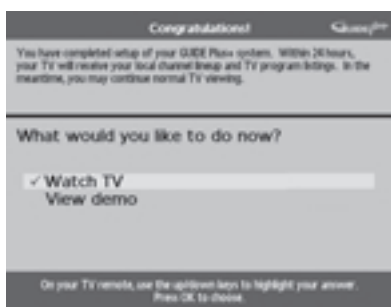 Congratulations!
You have completed setup of your GUIDE Plus+ system. Within 24 hours,
your TV will receive your local channel lineup and TV program listings. In the
meantime, you may continue normal TV viewing.
What would you like to do now?
✓ Watch TV
View demo
On your TV remote, use the up/down keys to highlight your answer.
Press OK to choose.